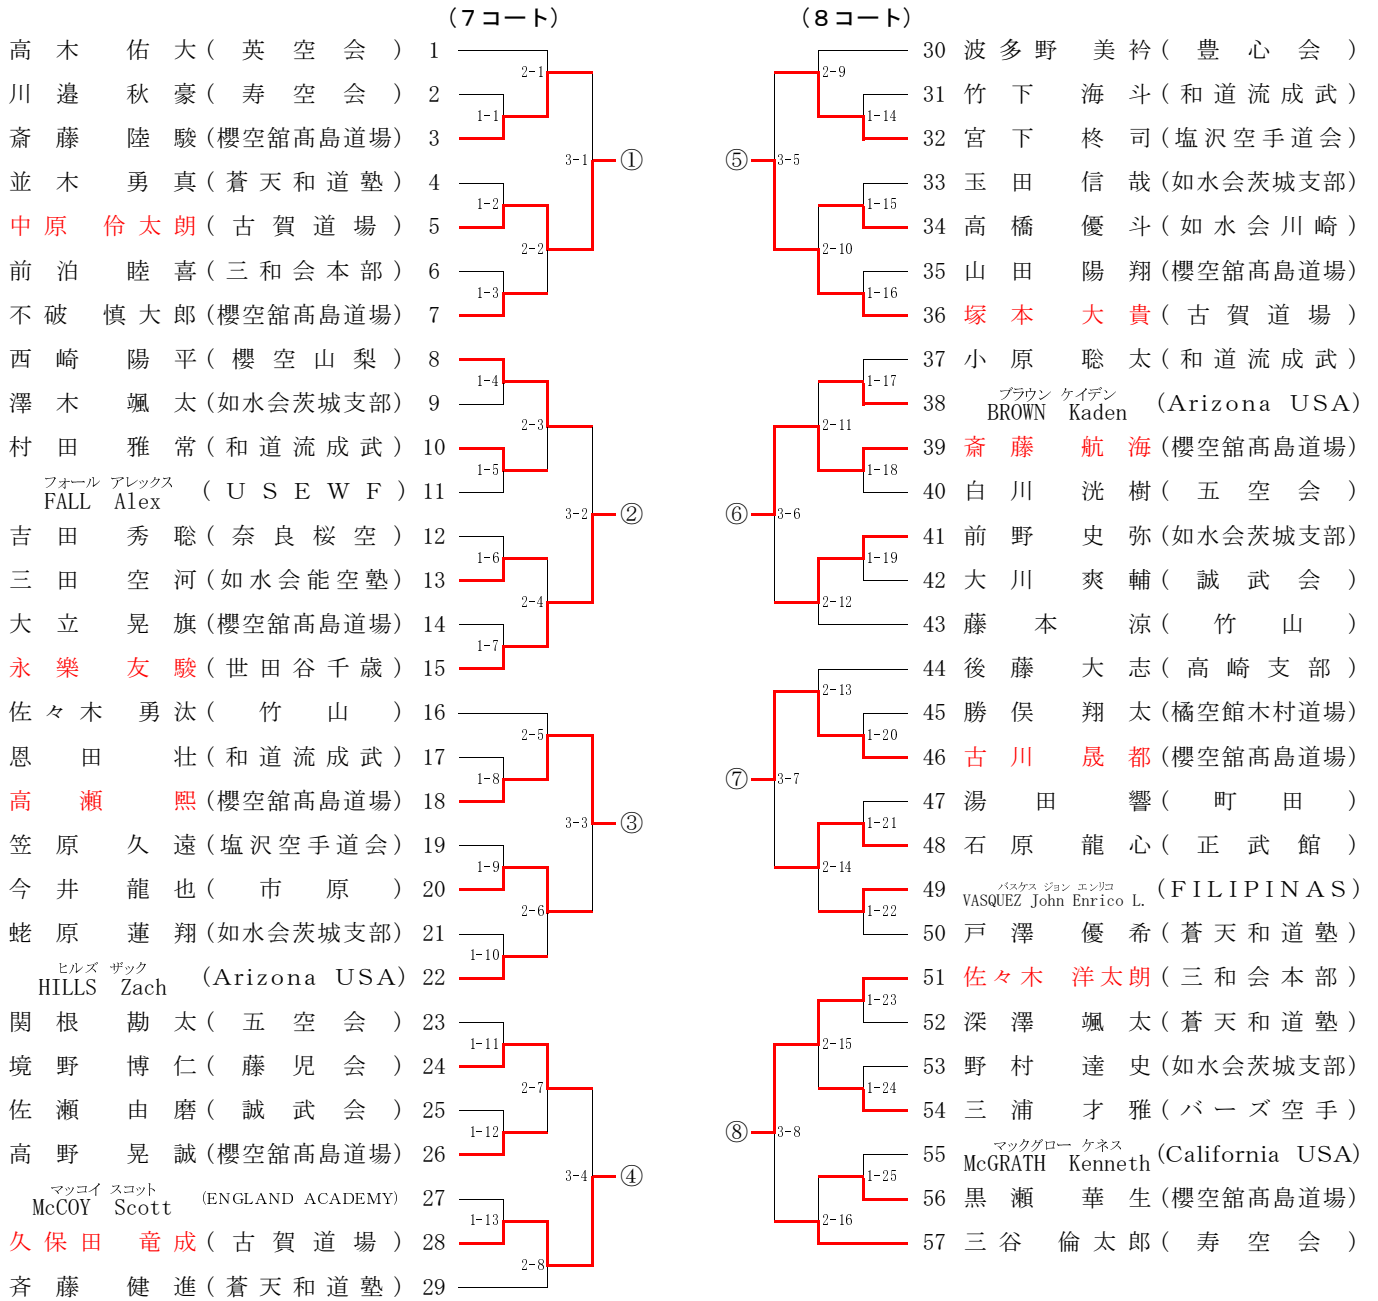 （７コート）
高木 佑大（英空会） 1
川邉 秋豪（寿空会） 2
斎藤 陸駿（櫻空舘髙島道場） 3
並木 勇真（蒼天和道塾） 4
中原 伶太朗（古賀道場） 5
前泊 睦喜（三和会本部） 6
不破 慎大郎（櫻空舘髙島道場） 7
西崎 陽平（櫻空山梨） 8
澤木 颯太（如水会茨城支部） 9
村田 雅常（和道流成武） 10
フォール アレックス
FALL Alex （USEWF） 11
吉田 秀聡（奈良桜空） 12
三田 空河（如水会能空塾） 13
大立 晃旗（櫻空舘髙島道場） 14
永樂 友駿（世田谷千歳） 15
佐々木 勇汰（竹山） 16
恩田 壮（和道流成武） 17
高瀬 熙（櫻空舘髙島道場） 18
笠原 久遠（塩沢空手道会） 19
今井 龍也（市原） 20
蛯原 蓮翔（如水会茨城支部） 21
ヒルズ ザック
HILLS Zach (Arizona USA) 22
関根 勘太（五空会） 23
境野 博仁（藤児会） 24
佐瀬 由磨（誠武会） 25
高野 晃誠（櫻空舘髙島道場） 26
マッコイ スコット
McCOY Scott (ENGLAND ACADEMY) 27
久保田 竜成（古賀道場） 28
斉藤 健進（蒼天和道塾） 29
2-1
1-1
3-1
①
1-2
2-2
1-3
1-4
2-3
1-5
3-2
②
1-6
2-4
1-7
2-5
1-8
3-3
③
1-9
2-6
1-10
1-11
2-7
1-12
3-4
④
1-13
2-8
（８コート）
30 波多野 美衿（豊心会）
31 竹下 海斗（和道流成武）
32 宮下 柊司（塩沢空手道会）
33 玉田 信哉（如水会茨城支部）
34 高橋 優斗（如水会川崎）
35 山田 陽翔（櫻空舘髙島道場）
36 塚本 大貴（古賀道場）
37 小原 聡太（和道流成武）
ブラウン ケイデン
38 BROWN Kaden (Arizona USA)
39 斎藤 航海（櫻空舘髙島道場）
40 白川 洸樹（五空会）
41 前野 史弥（如水会茨城支部）
42 大川 爽輔（誠武会）
43 藤本 涼（竹山）
44 後藤 大志（高崎支部）
45 勝俣 翔太（橘空館木村道場）
46 古川 晟都（櫻空舘髙島道場）
47 湯田 響（町田）
48 石原 龍心（正武館）
バスケス ジョン エンリコ
49 VASQUEZ John Enrico L. (FILIPINAS)
50 戸澤 優希（蒼天和道塾）
51 佐々木 洋太朗（三和会本部）
52 深澤 颯太（蒼天和道塾）
53 野村 達史（如水会茨城支部）
54 三浦 才雅（バーズ空手）
マックグロー ケネス
55 McGRATH Kenneth (California USA)
56 黒瀬 華生（櫻空舘髙島道場）
57 三谷 倫太郎（寿空会）
2-9
1-14
⑤
3-5
1-15
2-10
1-16
1-17
2-11
1-18
⑥
3-6
1-19
2-12
2-13
1-20
⑦
3-7
1-21
2-14
1-22
1-23
2-15
1-24
⑧
3-8
1-25
2-16